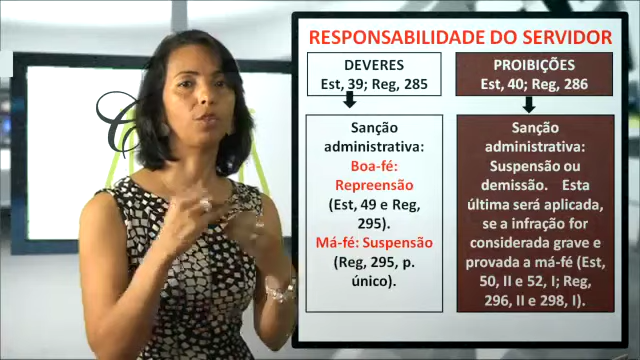 RESPONSABILIDADE DO SERVIDOR
DEVERES
Est, 39; Reg, 285
PROIBIÇÕES
Est, 40; Reg, 286
Sanção
administrativa:
Boa-fé:
Repreensão
(Est, 49 e Reg,
295).
Má-fé: Suspensão
(Reg, 295, p.
único).
Sanção
administrativa:
Suspensão ou
demissão. Esta
última será aplicada,
se a infração for
considerada grave e
provada a má-fé (Est,
50, II e 52, I; Reg,
296, II e 298, I).